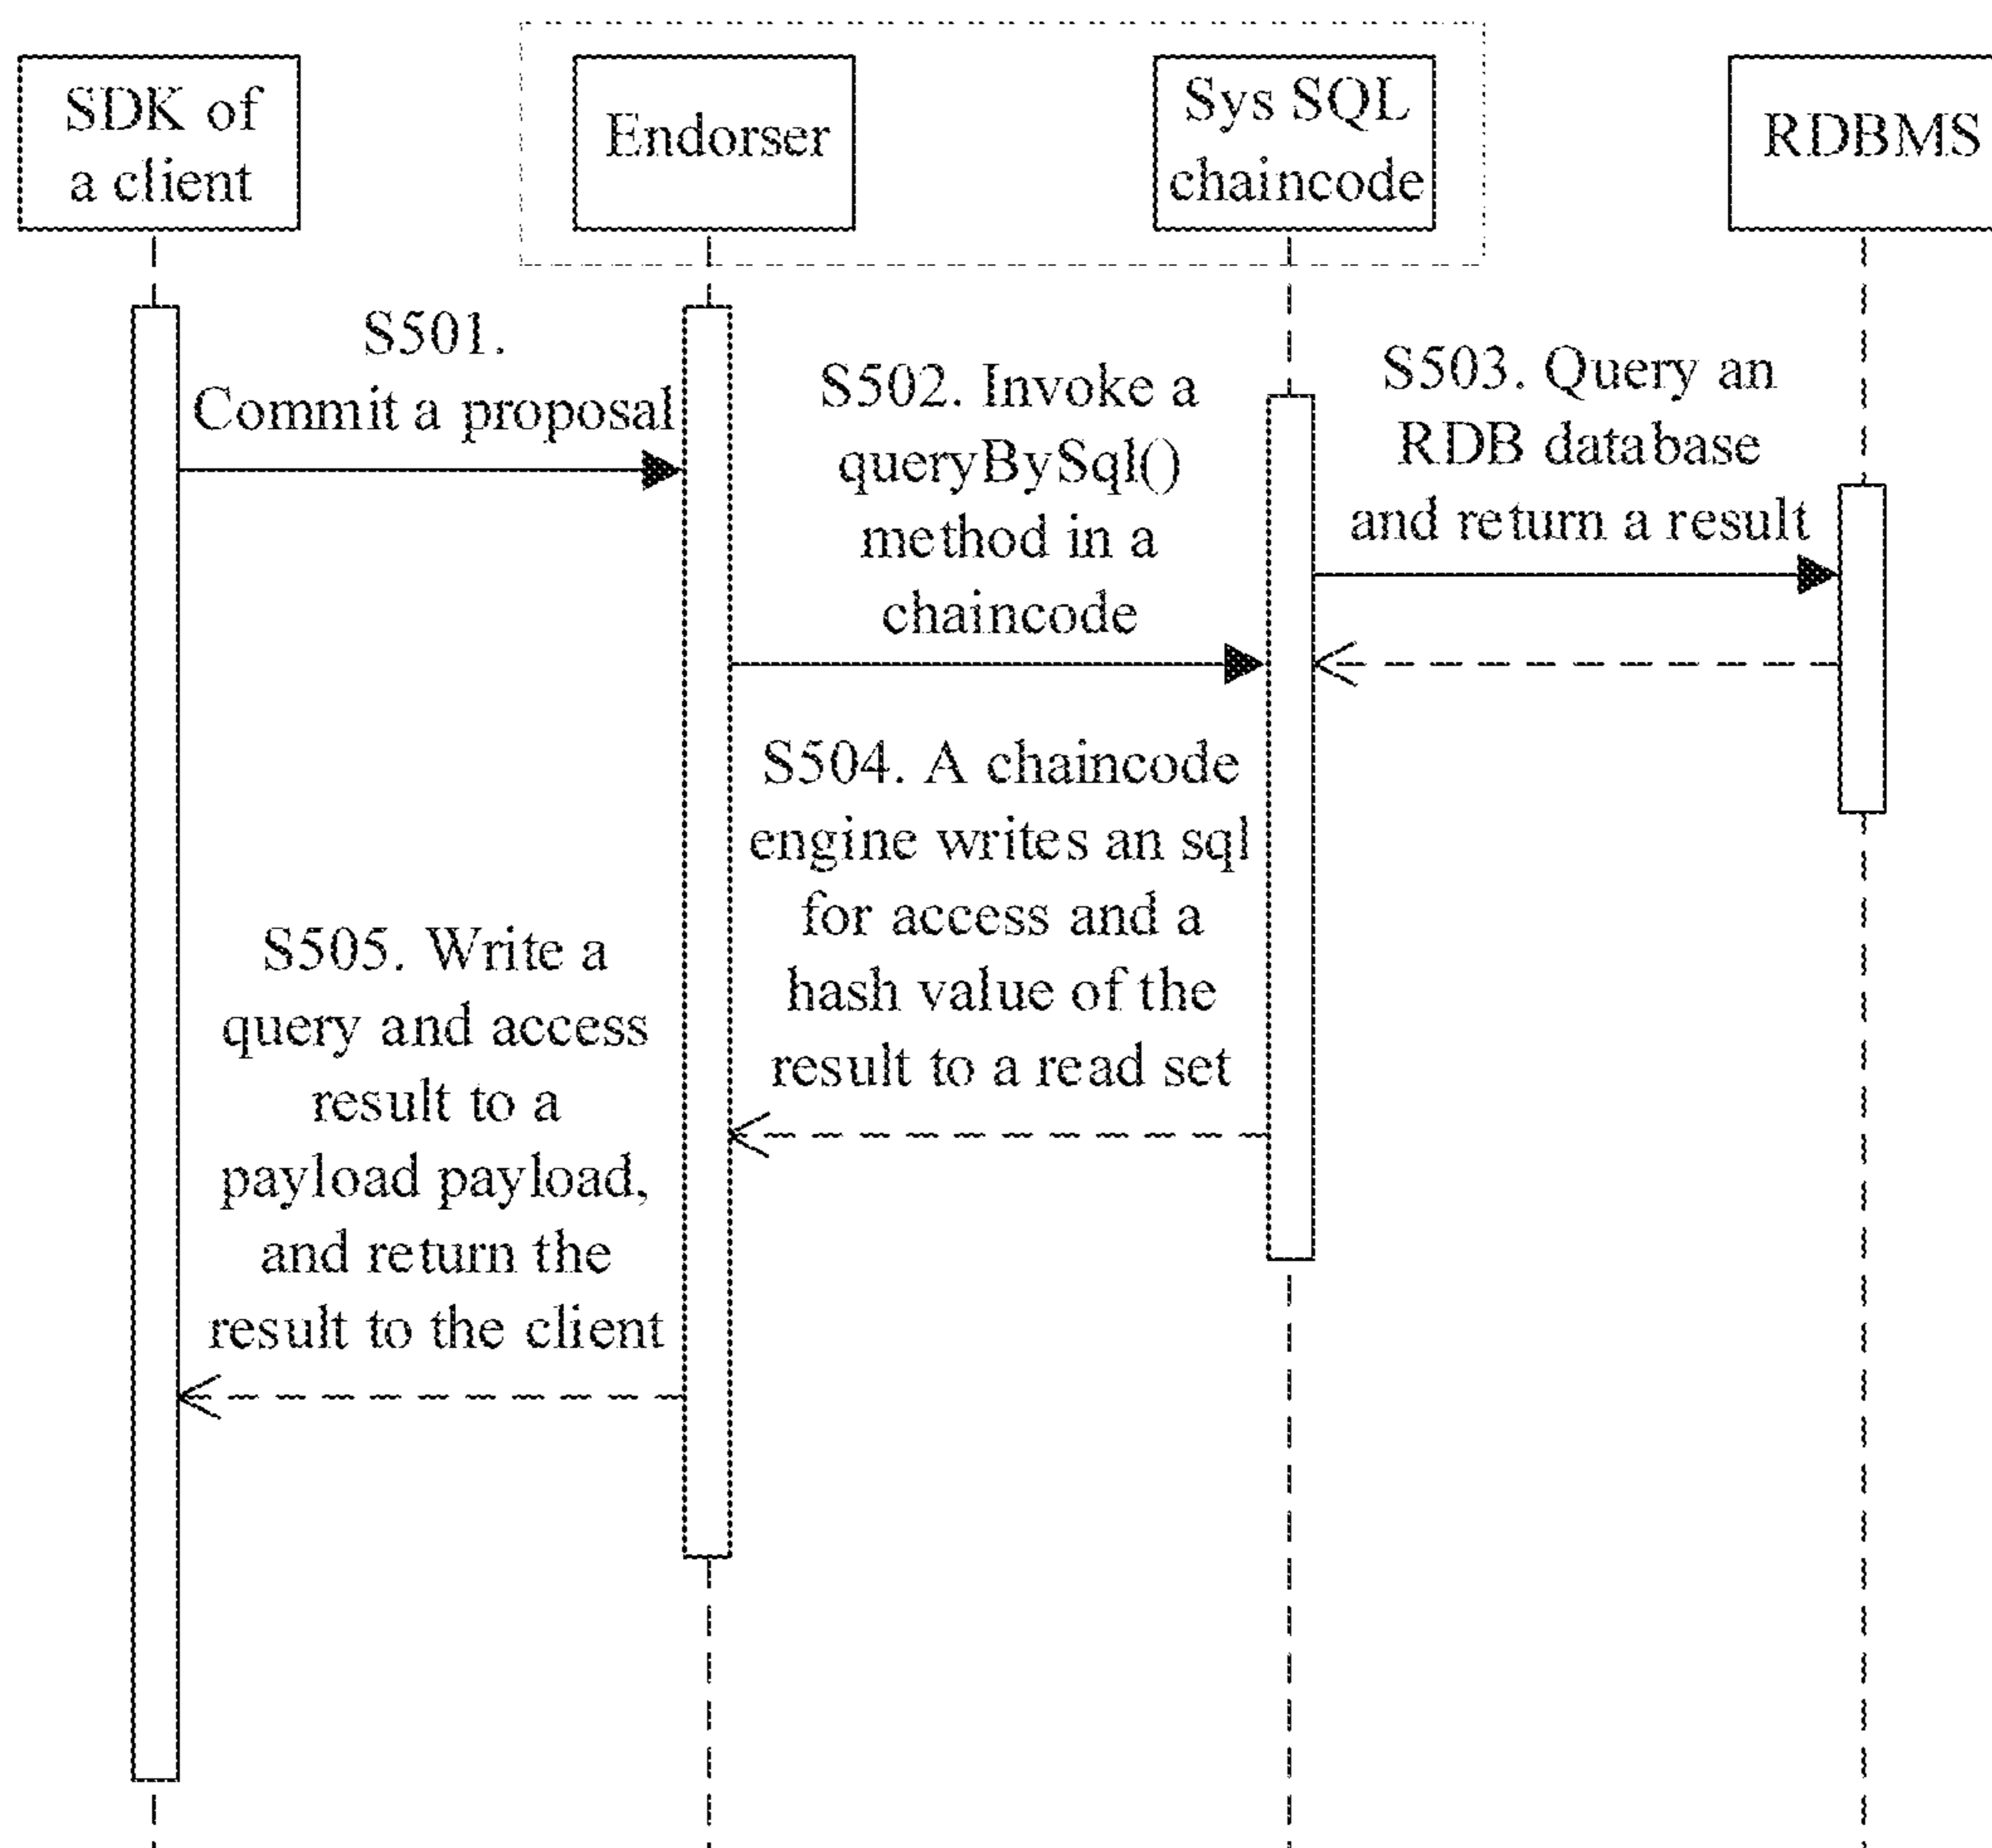 SDK of
a client
Endorser
Sys SQL
chaincode
RDBMS
S501.
Commit a proposal
S502. Invoke a
queryBySql()
method in a
chaincode
S503. Query an
RDB database
and return a result
S504. A chaincode
engine writes an sql
for access and a
hash value of the
result to a read set
S505. Write a
query and access
result to a
payload payload,
and return the
result to the client